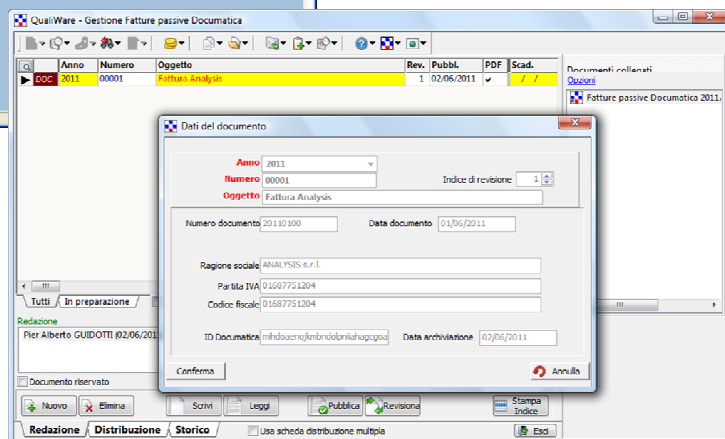 QualiWare - Gestione Fatture passive Documatica
Anno Numero Oggetto Rev. Pubbl. PDF Scad.
DOC 2011 00001 Fattura Analysis 1 02/06/2011 / /
Documenti collegati
Opzioni
Fatture passive Documatica 2011/
Dati del documento
Anno 2011
Numero 00001 Indice di revisione 1
Oggetto Fattura Analysis
Numero documento 20110100 Data documento 01/06/2011
Ragione sociale ANALYSIS s.r.l.
Partita IVA 01687751204
Codice fiscale 01687751204
ID Documatica Data archiviazione 02/06/2011
Conferma Annulla
Tutti In preparazione
Redazione
Pier Alberto GUIDOTTI (02/06/201
Documento riservato
Nuovo Elimina Scrivi Leggi Pubblica Revisiona Stampa Indice
Redazione Distribuzione Storico Usa scheda distribuzione multipla Esci